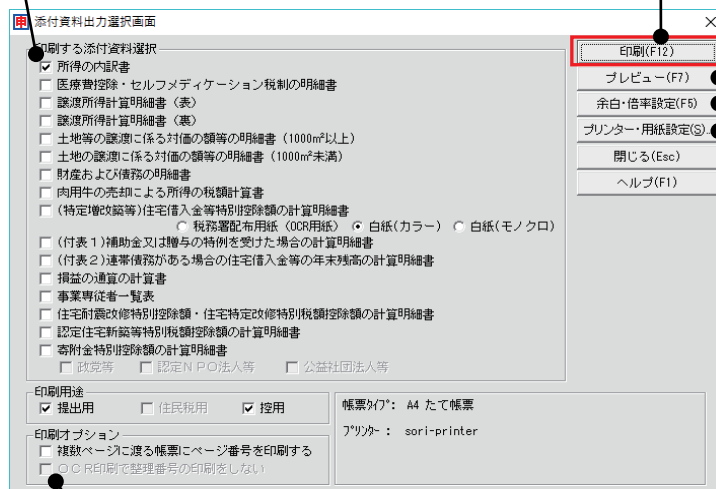 申 添付資料出力選択画面
印刷する添付資料選択
所得の内訳書
医療費控除・セルフメディケーション税制の明細書
譲渡所得計算明細書（表）
譲渡所得計算明細書（裏）
土地等の譲渡に係る対価の額等の明細書（1000㎡以上）
土地の譲渡に係る対価の額等の明細書（1000㎡未満）
財産および債務の明細書
肉用牛の売却による所得の税額計算書
(特定増改築等)住宅借入金等特別控除額の計算明細書
税務署配布用紙（OCR用紙） 白紙(カラー) 白紙(モノクロ)
(付表１)補助金又は贈与の特例を受けた場合の計算明細書
(付表２)連帯債務がある場合の住宅借入金等の年末残高の計算明細書
損益の通算の計算書
事業専従者一覧表
住宅耐震改修特別控除額・住宅特定改修特別税額控除額の計算明細書
認定住宅新築等特別税額控除額の計算明細書
寄附金特別控除額の計算明細書
政党等 認定ＮＰＯ法人等 公益社団法人等
印刷(F12)
プレビュー(F7)
余白・倍率設定(F5)
プリンター・用紙設定(S)..
閉じる(Esc)
ヘルプ(F1)
印刷用途
提出用 住民税用 控用
印刷オプション
複数ページに渡る帳票にページ番号を印刷する
ＯＣＲ印刷で整理番号の印刷をしない
帳票ﾀｲﾌﾟ： A4 たて帳票
ﾌﾟﾘﾝﾀｰ： sori-printer